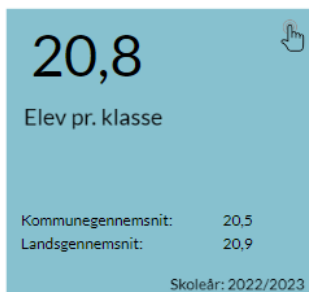 20,8
Elev pr. klasse
Kommunegennemsnit: 20,5
Landsgennemsnit: 20,9
Skoleår: 2022/2023